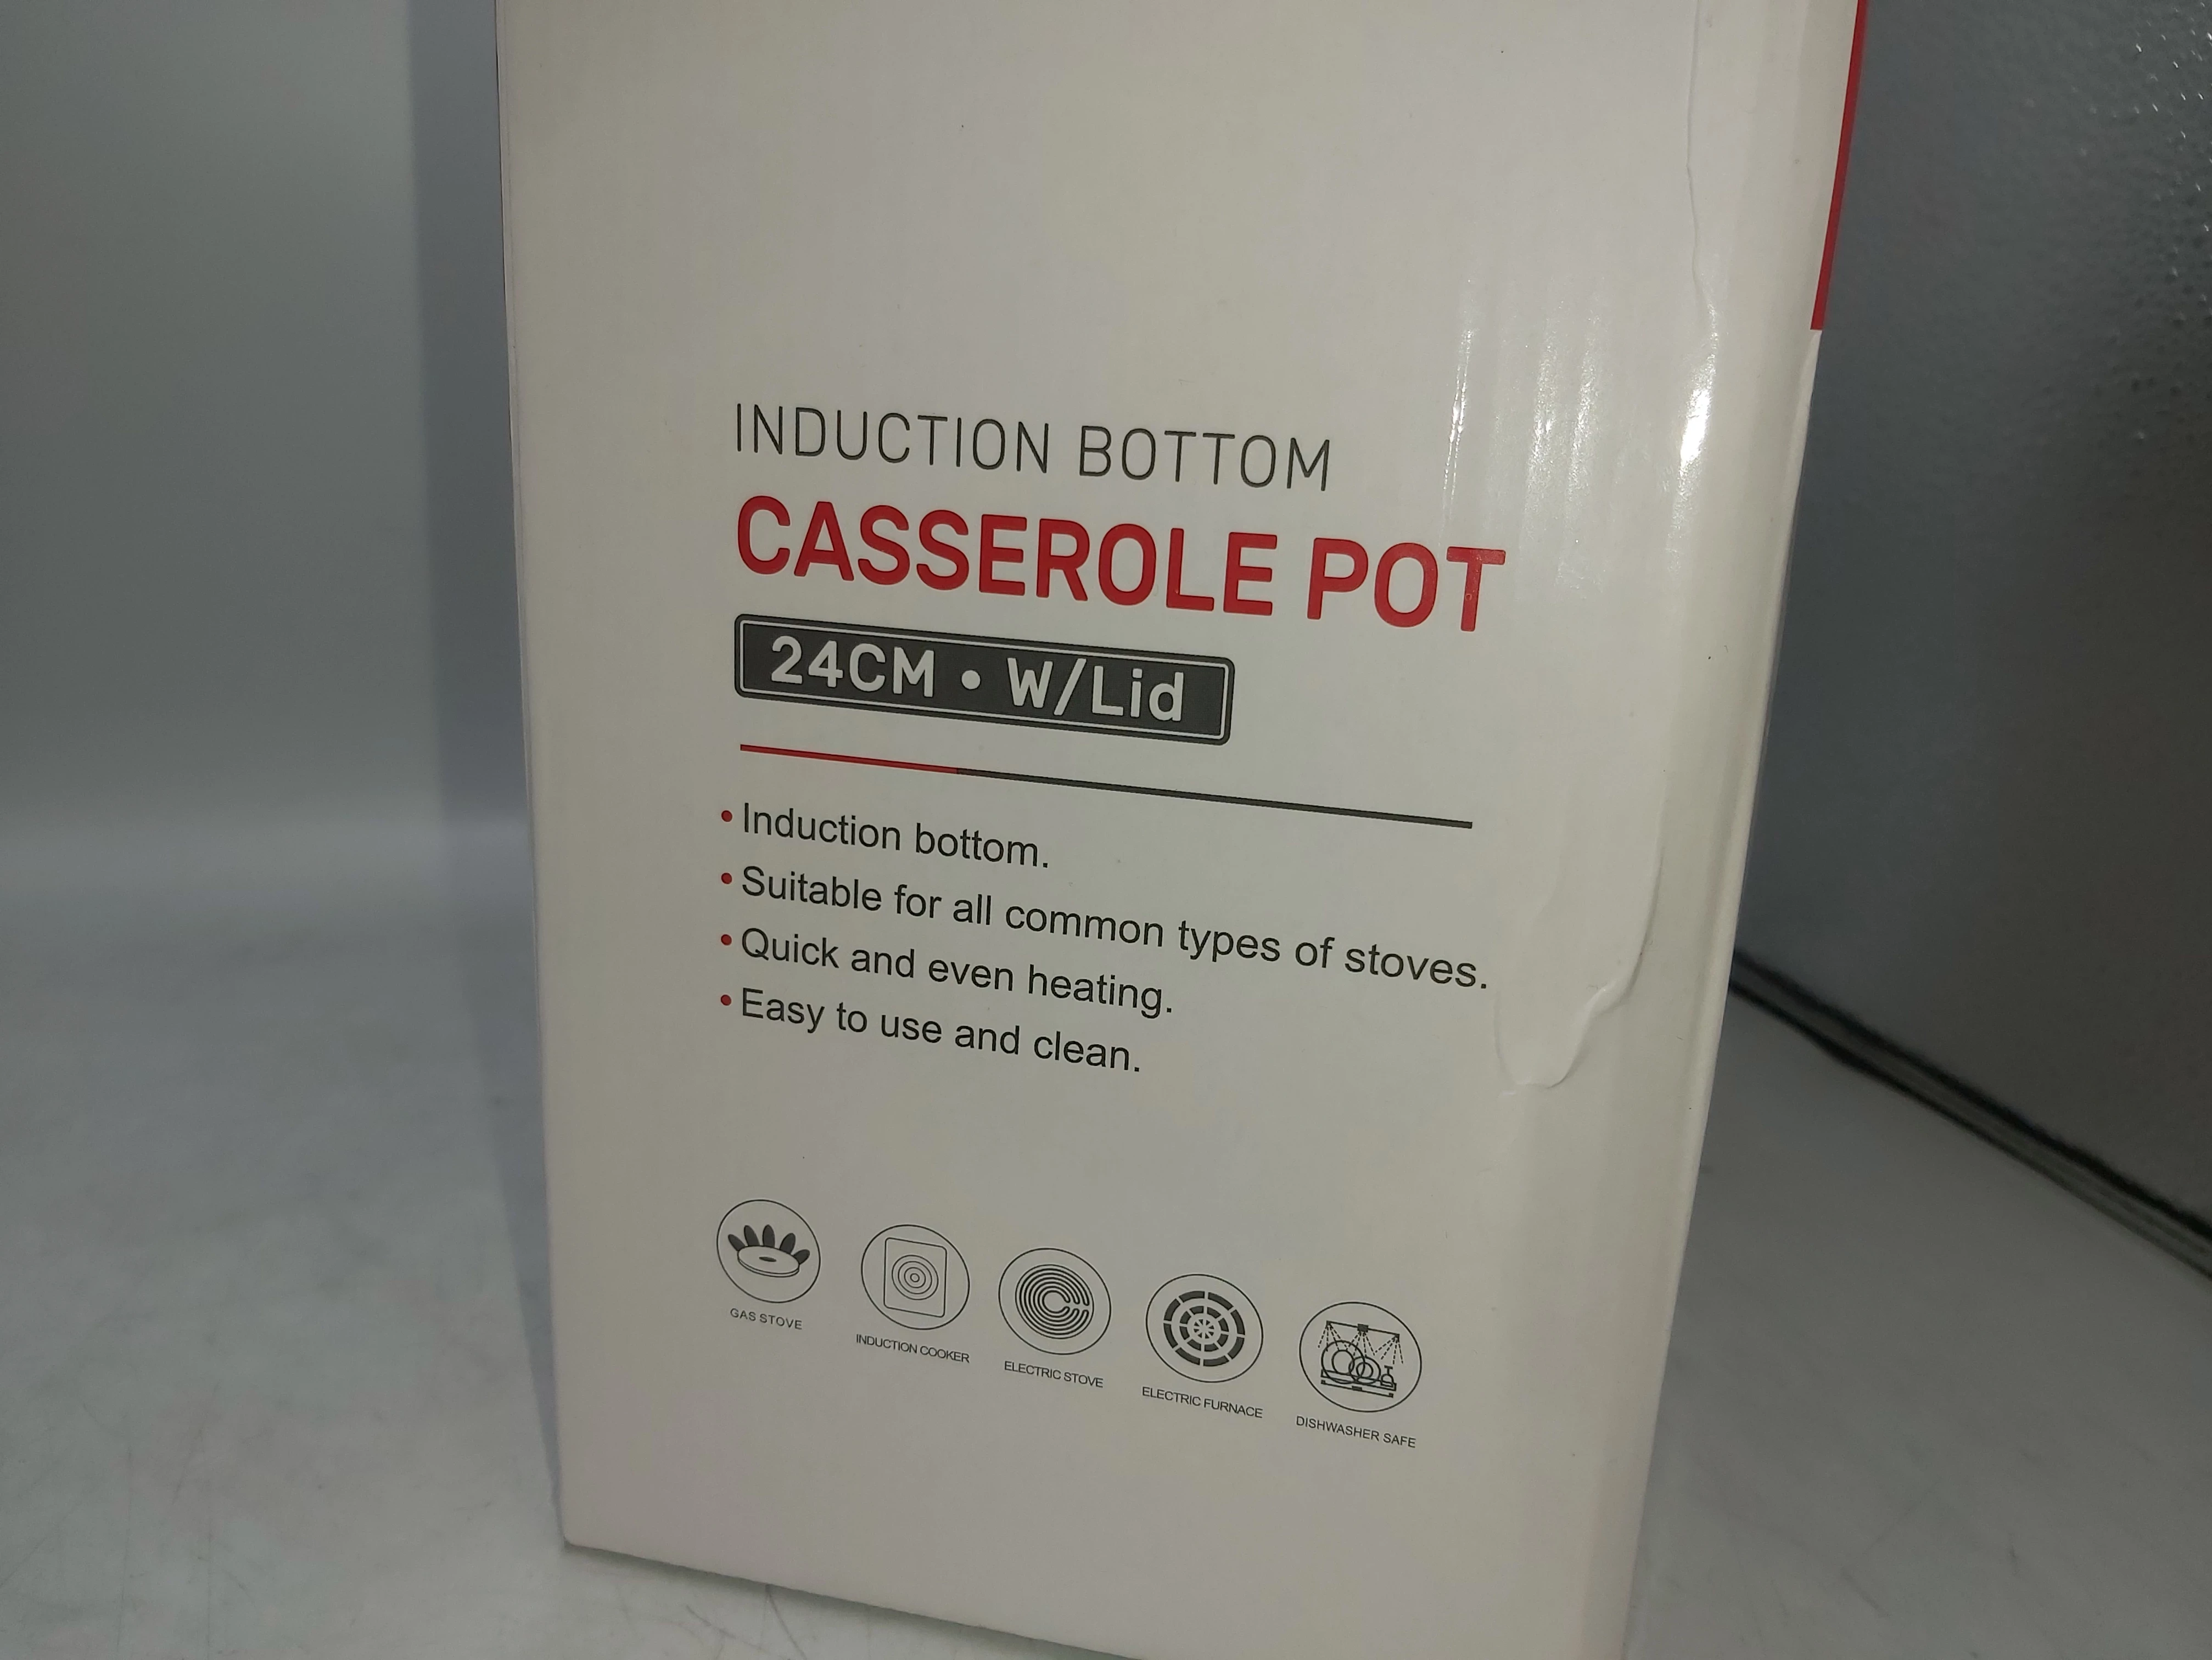 INDUCTION BOTTOM
CASSEROLE POT
24CM • W/Lid
• Induction bottom.
• Suitable for all common types of stoves.
• Quick and even heating.
• Easy to use and clean.
GAS STOVE
INDUCTION COOKER
ELECTRIC STOVE
ELECTRIC FURNACE
DISHWASHER SAFE